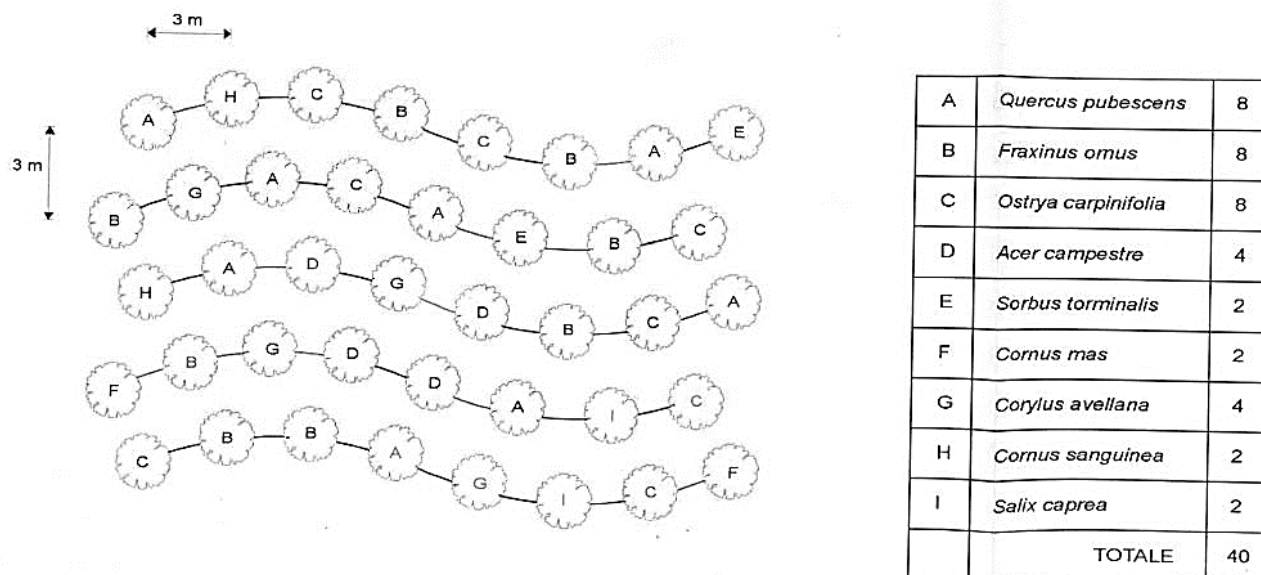 3 m
A H C B C B A E
3 m
B G A C A E B C
H A D G D B C A
F B G D D A I C
C B B A G I C F
A Quercus pubescens 8
B Fraxinus ornus 8
C Ostrya carpinifolia 8
D Acer campestre 4
E Sorbus torminalis 2
F Cornus mas 2
G Corylus avellana 4
H Cornus sanguinea 2
I Salix caprea 2
TOTALE 40